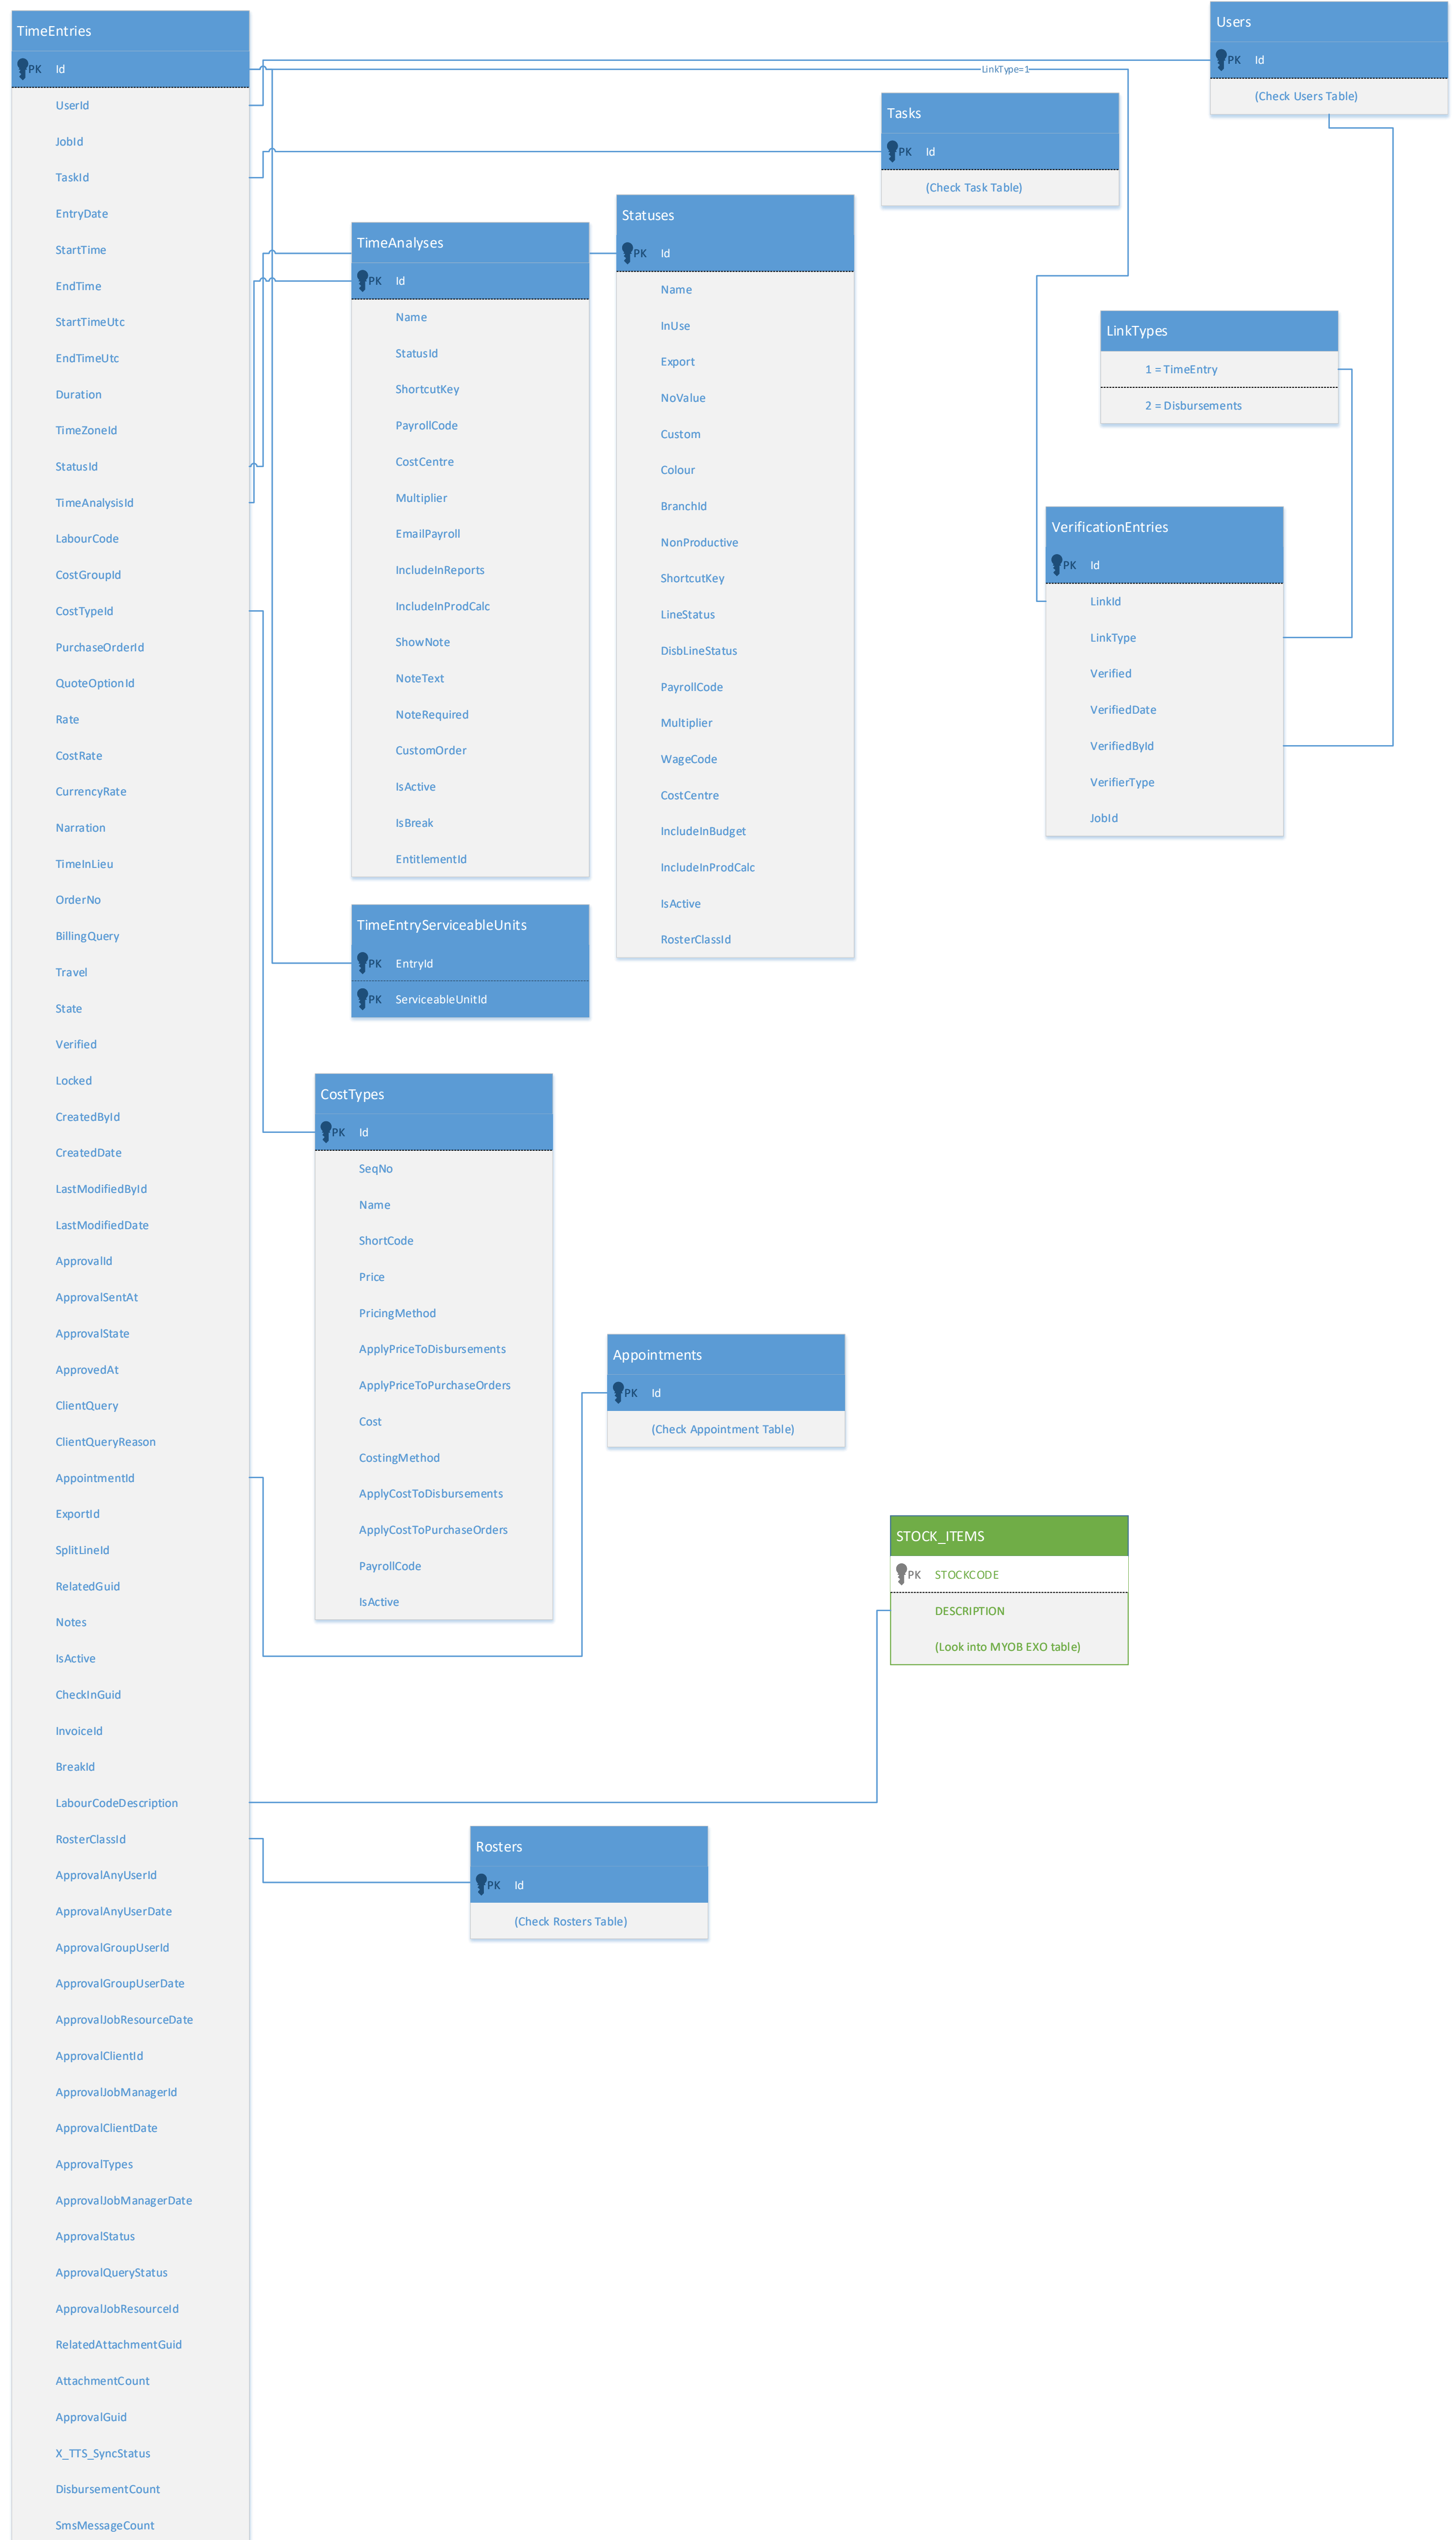 TimeEntries
PK Id
UserId
JobId
TaskId
EntryDate
StartTime
EndTime
StartTimeUtc
EndTimeUtc
Duration
TimeZoneId
StatusId
TimeAnalysisId
LabourCode
CostGroupId
CostTypeId
PurchaseOrderId
QuoteOptionId
Rate
CostRate
CurrencyRate
Narration
TimeInLieu
OrderNo
BillingQuery
Travel
State
Verified
Locked
CreatedById
CreatedDate
LastModifiedById
LastModifiedDate
ApprovalId
ApprovalSentAt
ApprovalState
ApprovedAt
ClientQuery
ClientQueryReason
AppointmentId
ExportId
SplitLineId
RelatedGuid
Notes
IsActive
CheckInGuid
InvoiceId
BreakId
LabourCodeDescription
RosterClassId
ApprovalAnyUserId
ApprovalAnyUserDate
ApprovalGroupUserId
ApprovalGroupUserDate
ApprovalJobResourceDate
ApprovalClientId
ApprovalJobManagerId
ApprovalClientDate
ApprovalTypes
ApprovalJobManagerDate
ApprovalStatus
ApprovalQueryStatus
ApprovalJobResourceId
RelatedAttachmentGuid
AttachmentCount
ApprovalGuid
X_TTS_SyncStatus
DisbursementCount
SmsMessageCount
LinkType=1
Users
PK Id
(Check Users Table)
Tasks
PK Id
(Check Task Table)
TimeAnalyses
PK Id
Name
StatusId
ShortcutKey
PayrollCode
CostCentre
Multiplier
EmailPayroll
IncludeInReports
IncludeInProdCalc
ShowNote
NoteText
NoteRequired
CustomOrder
IsActive
IsBreak
EntitlementId
Statuses
PK Id
Name
InUse
Export
NoValue
Custom
Colour
BranchId
NonProductive
ShortcutKey
LineStatus
DisbLineStatus
PayrollCode
Multiplier
WageCode
CostCentre
IncludeInBudget
IncludeInProdCalc
IsActive
RosterClassId
LinkTypes
1 = TimeEntry
2 = Disbursements
VerificationEntries
PK Id
LinkId
LinkType
Verified
VerifiedDate
VerifiedById
VerifierType
JobId
TimeEntryServiceableUnits
PK EntryId
PK ServiceableUnitId
CostTypes
PK Id
SeqNo
Name
ShortCode
Price
PricingMethod
ApplyPriceToDisbursements
ApplyPriceToPurchaseOrders
Cost
CostingMethod
ApplyCostToDisbursements
ApplyCostToPurchaseOrders
PayrollCode
IsActive
Appointments
PK Id
(Check Appointment Table)
STOCK_ITEMS
PK STOCKCODE
DESCRIPTION
(Look into MYOB EXO table)
Rosters
PK Id
(Check Rosters Table)